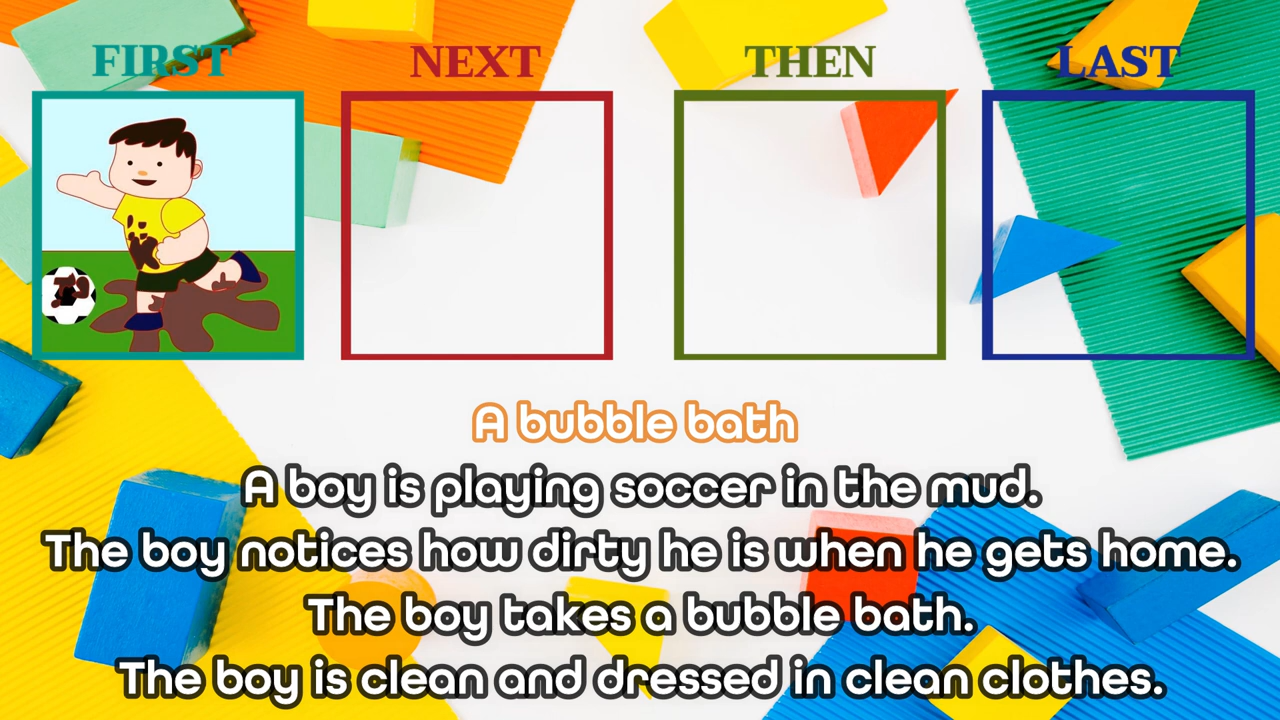 FIRST NEXT THEN LAST
A bubble bath
A boy is playing soccer in the mud.
The boy notices how dirty he is when he gets home.
The boy takes a bubble bath.
The boy is clean and dressed in clean clothes.